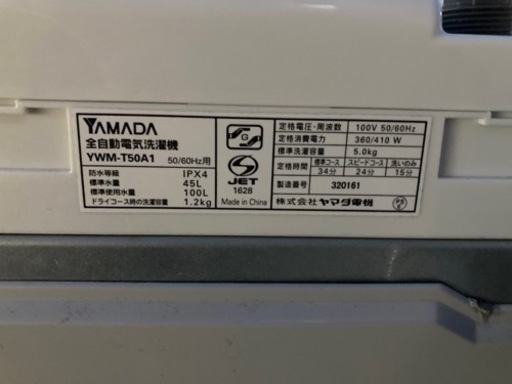 YAMADA
全自動電気洗濯機
YWM-T50A1 50/60Hz用
防水等級 IPX4
標準水量 45L
標準使用水量 100L
ドライコース時の洗濯容量 1.2kg
JET
1628
Made in China
定格電圧・周波数 100V 50/60Hz
定格消費電力 360/410 W
標準洗濯容量 5.0kg
定格時間 標準コース スピードコース 洗いのみ
34分 24分 15分
製造番号 320161
株式会社 ヤマダ電機